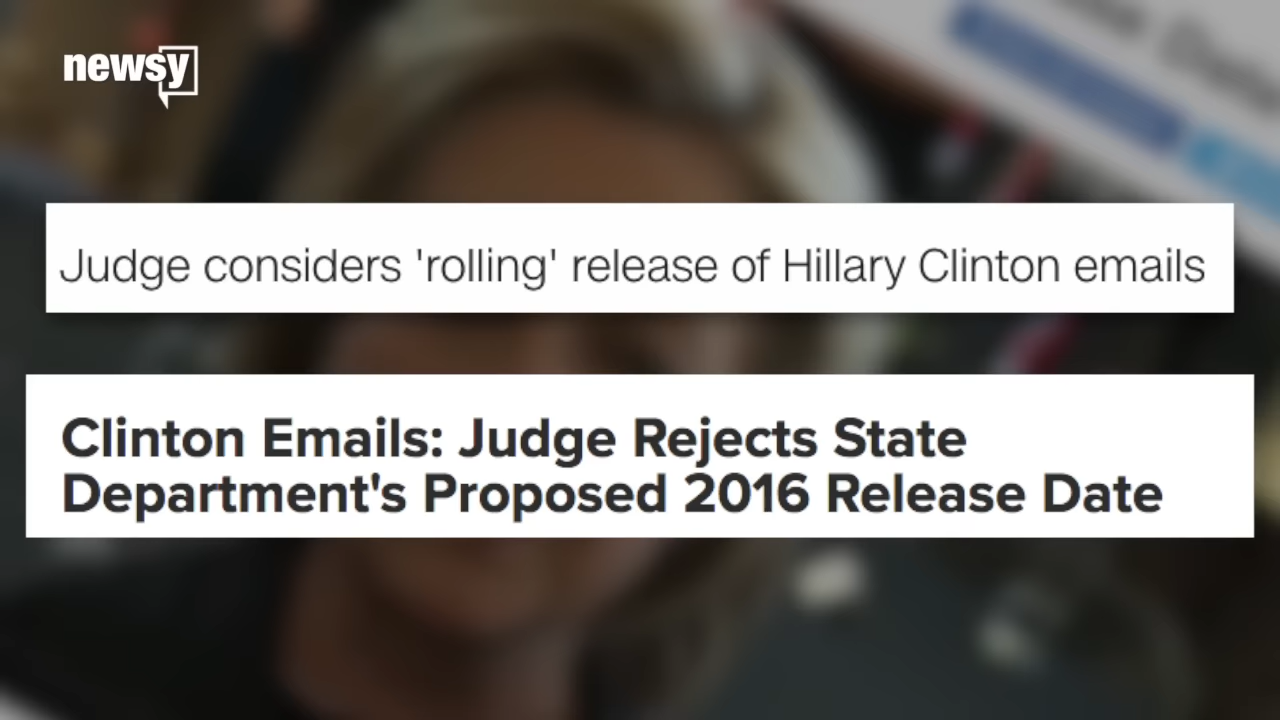 newsy
Judge considers 'rolling' release of Hillary Clinton emails
Clinton Emails: Judge Rejects State
Department's Proposed 2016 Release Date